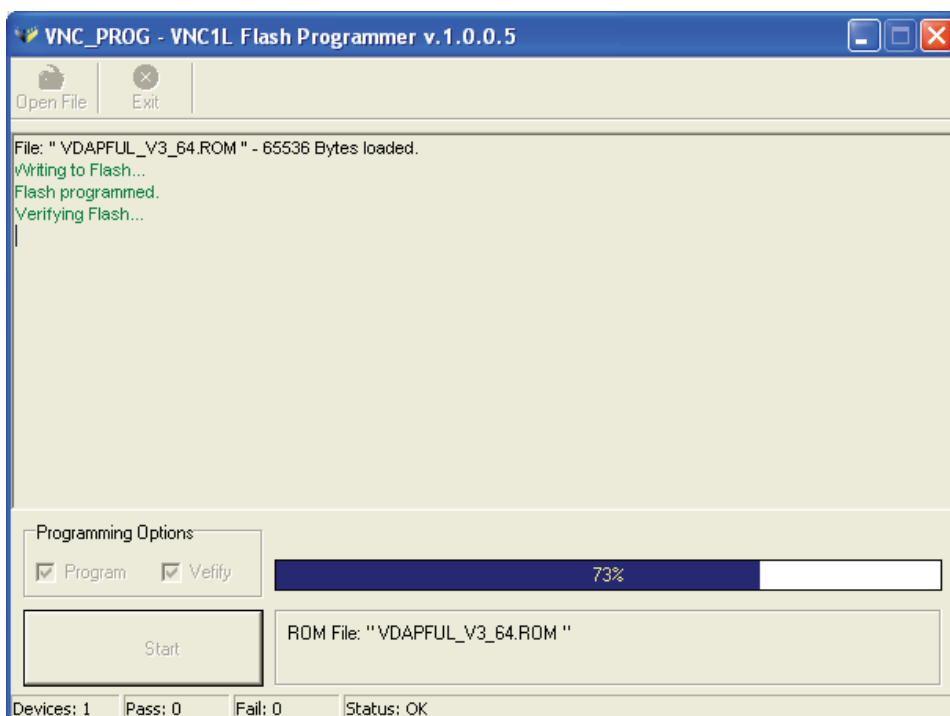 VNC_PROG - VNC1L Flash Programmer v.1.0.0.5
Open File Exit
File: " VDAPFUL_V3_64.ROM " - 65536 Bytes loaded.
Writing to Flash...
Flash programmed.
Verifying Flash...
Programming Options
Program Vefify
73%
Start
ROM File: " VDAPFUL_V3_64.ROM "
Devices: 1 Pass: 0 Fail: 0 Status: OK